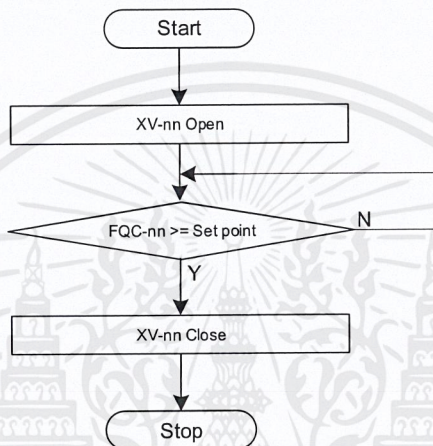 Start
XV-nn Open
FQC-nn >= Set point
N
Y
XV-nn Close
Stop